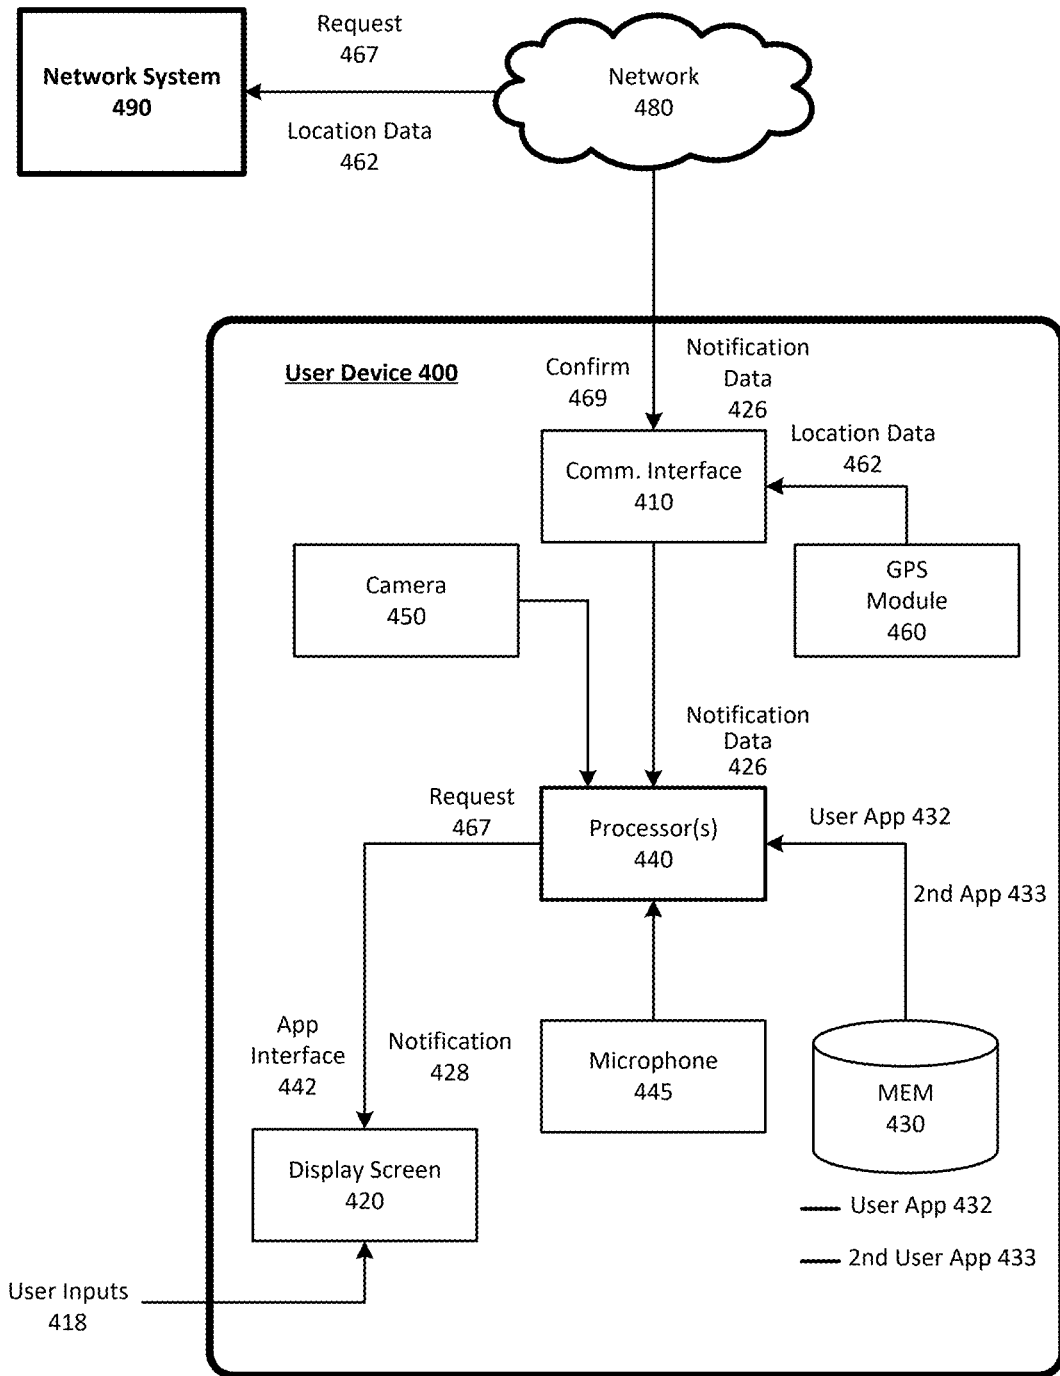 Request
467
Network System
490
Network
480
Location Data
462
User Device 400
Confirm
469
Notification
Data
426
Location Data
462
Comm. Interface
410
Camera
450
GPS
Module
460
Notification
Data
426
Request
467
Processor(s)
440
User App 432
2nd App 433
App
Interface
442
Notification
428
Microphone
445
MEM
430
Display Screen
420
User App 432
2nd User App 433
User Inputs
418